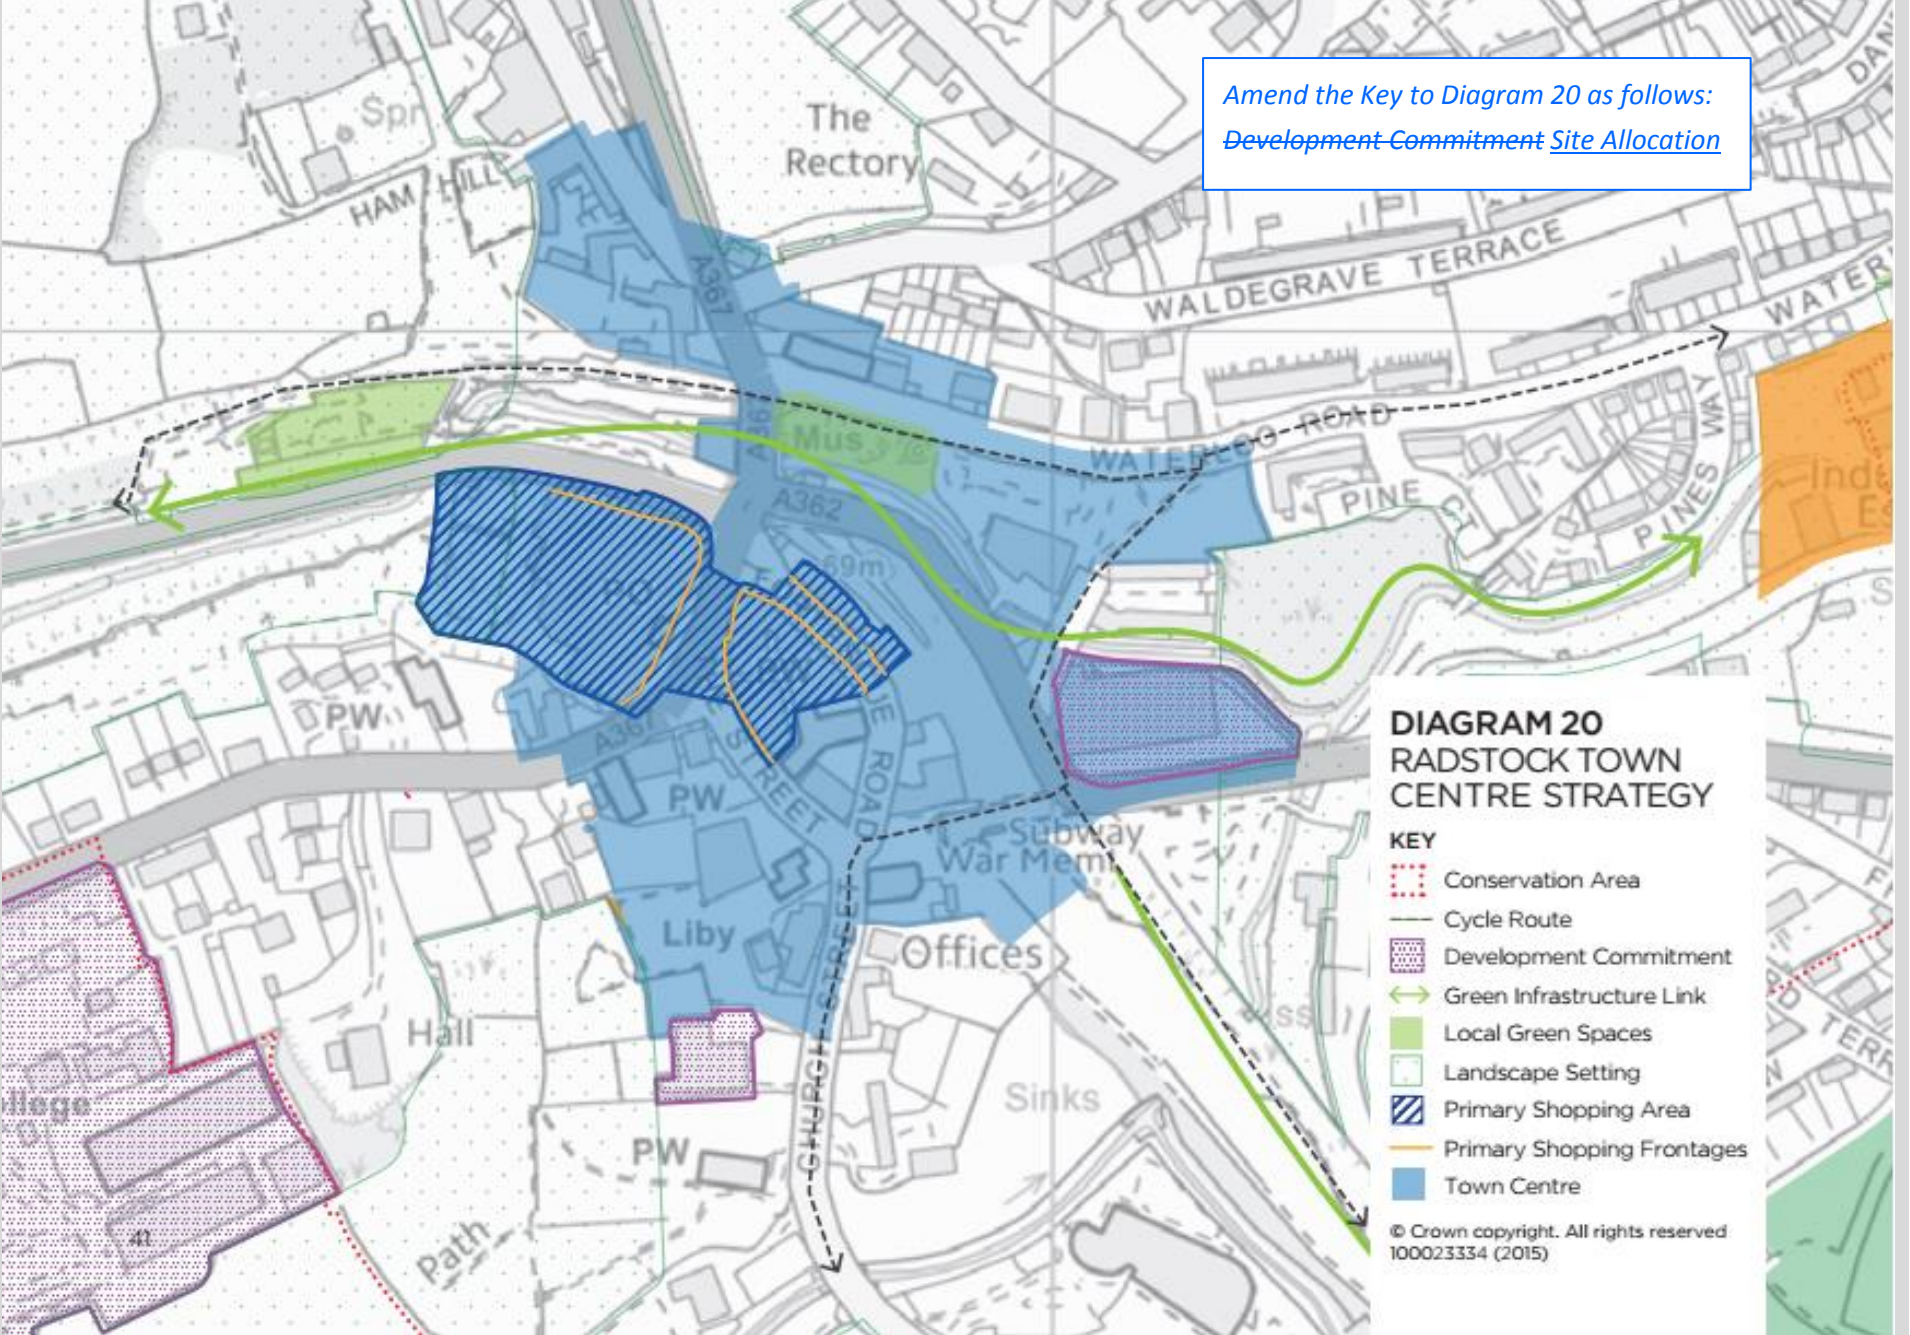 Amend the Key to Diagram 20 as follows:
Development Commitment Site Allocation
The
Rectory
Spr
HAM HILL
A367
WALDEGRAVE TERRACE
WATERLOO ROAD
Mus
A362
69m
PINE
PINES WAY
PW
A367
STREET
ROAD
PW
Subway
War Meml
Liby
Offices
CHURCH STREET
Hall
Sinks
PW
Path
41
DIAGRAM 20
RADSTOCK TOWN
CENTRE STRATEGY
KEY
Conservation Area
Cycle Route
Development Commitment
Green Infrastructure Link
Local Green Spaces
Landscape Setting
Primary Shopping Area
Primary Shopping Frontages
Town Centre
© Crown copyright. All rights reserved
100023334 (2015)